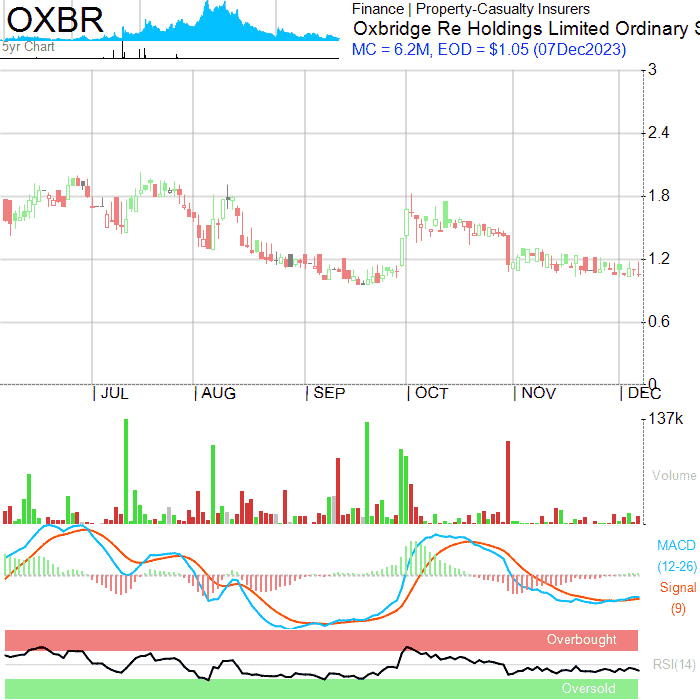 OXBR
5yr Chart
Finance | Property-Casualty Insurers
Oxbridge Re Holdings Limited Ordinary S
MC = 6.2M, EOD = $1.05 (07Dec2023)
3
2.4
1.8
1.2
0.6
0
JUL AUG SEP OCT NOV DEC
137k
Volume
MACD
(12-26)
Signal
(9)
Overbought
RSI(14)
Oversold